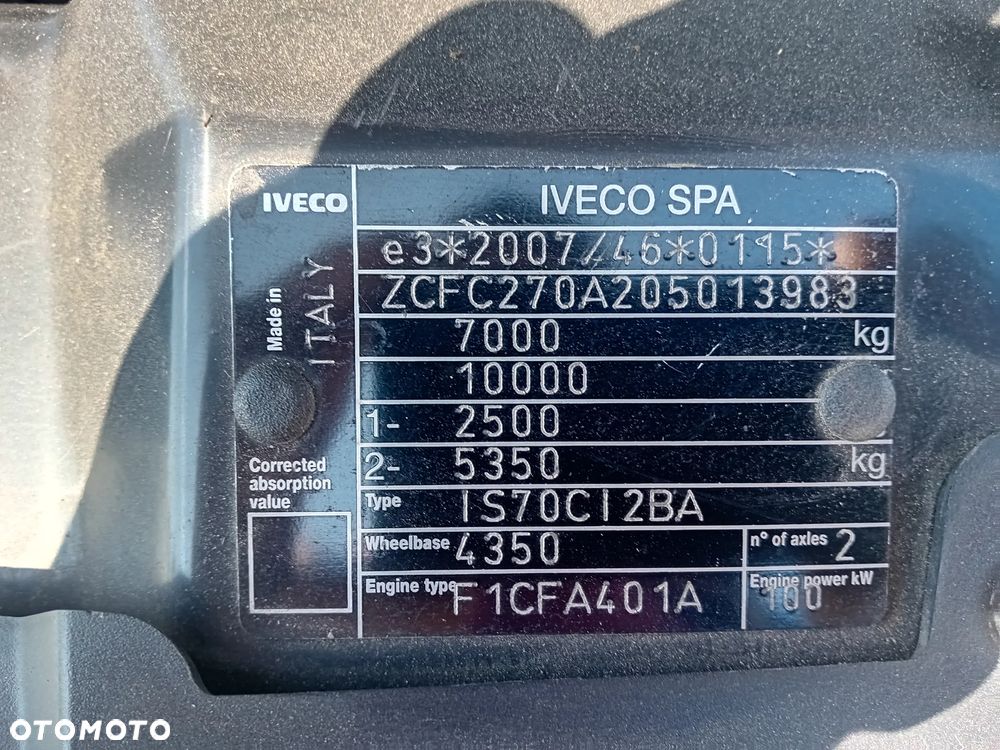 IVECO
IVECO SPA
e3*2007/46*0115*
ZCFC270A205013983
Made in
ITALY
7000 kg
10000
1- 2500
2- 5350 kg
Corrected
absorption
value
Type IS70CI2BA
Wheelbase 4350
n° of axles 2
Engine type F1CFA401A
Engine power kW
100
OTOMOTO